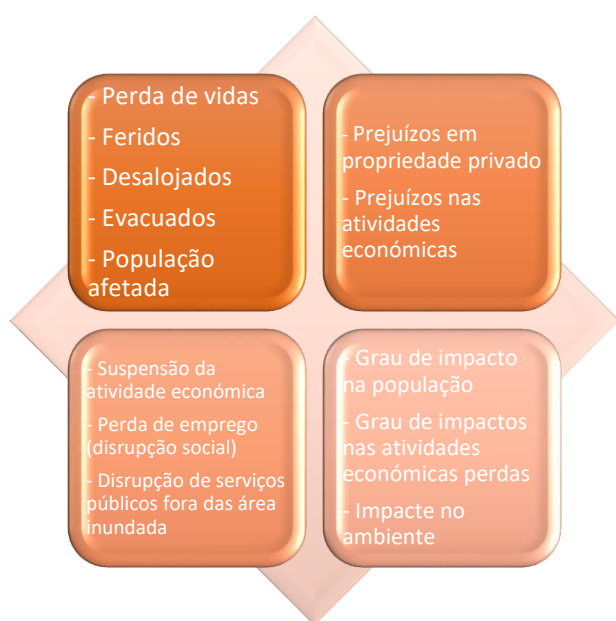 - Perda de vidas
- Feridos
- Desalojados
- Evacuados
- População
afetada
- Prejuízos em
propriedade privado
- Prejuízos nas
atividades
económicas
- Suspensão da
atividade económica
- Perda de emprego
(disrupção social)
- Disrupção de serviços
públicos fora das área
inundada
- Grau de impacto
na população
- Grau de impactos
nas atividades
económicas perdas
- Impacte no
ambiente